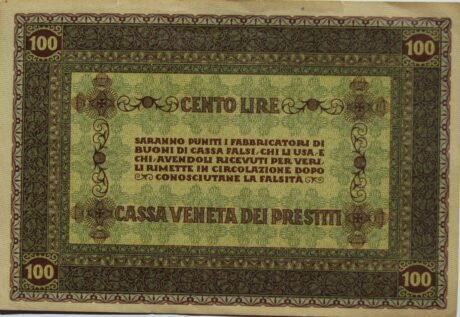 100 100
CENTO LIRE
SARANNO PUNITI I FABBRICATORI DI
BUONI DI CASSA FALSI, CHI LI USA, E
CHI, AVENDOLI RICEVUTI PER VERI,
LI RIMETTE IN CIRCOLAZIONE DOPO
CONOSCIUTANE LA FALSITÀ
CASSA VENETA DEI PRESTITI
100 100